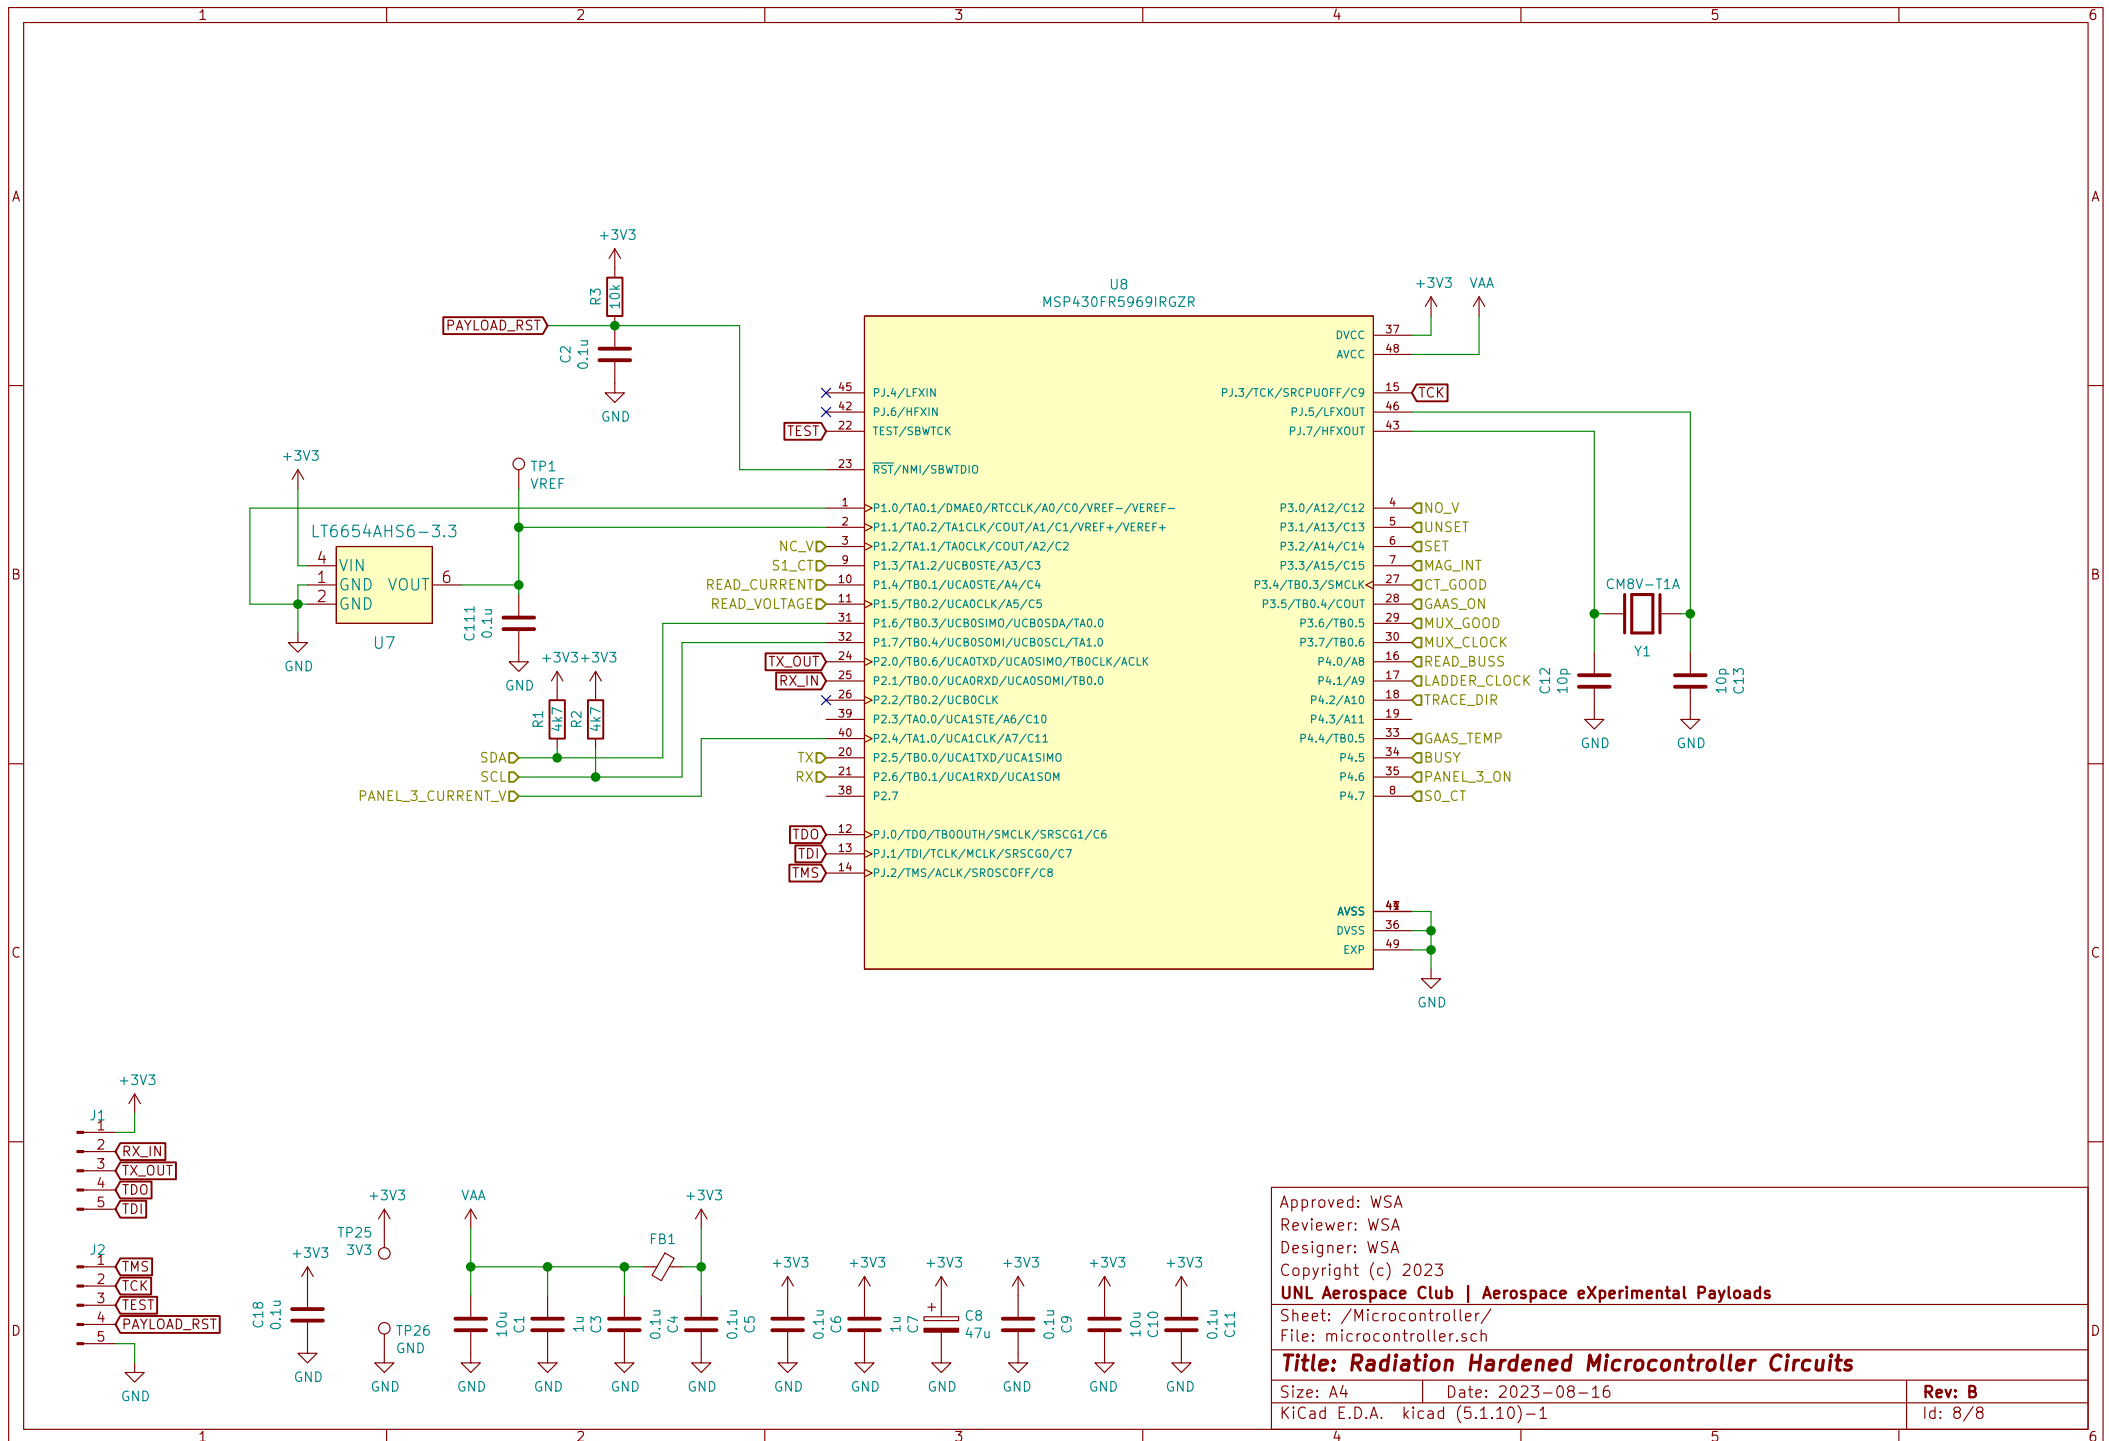 1 2 3 4 5 6
A A
B B
C C
D D
1 2 3 4 5 6
+3V3
R3
10k
PAYLOAD_RST
C2
0.1u
GND
+3V3
LT6654AHS6-3.3
4 VIN
1 GND VOUT 6
2 GND
U7
GND
TP1
VREF
C111
0.1u
GND
+3V3 +3V3
R1
4k7
R2
4k7
SDA
SCL
PANEL_3_CURRENT_V
U8
MSP430FR5969IRGZR
45 PJ.4/LFXIN
42 PJ.6/HFXIN
TEST 22 TEST/SBWTCK
23 RST/NMI/SBWTDIO
1 P1.0/TA0.1/DMAE0/RTCCLK/A0/C0/VREF-/VEREF-
2 P1.1/TA0.2/TA1CLK/COUT/A1/C1/VREF+/VEREF+
NC_V 3 P1.2/TA1.1/TA0CLK/COUT/A2/C2
S1_CT 9 P1.3/TA1.2/UCB0STE/A3/C3
READ_CURRENT 10 P1.4/TB0.1/UCA0STE/A4/C4
READ_VOLTAGE 11 P1.5/TB0.2/UCA0CLK/A5/C5
31 P1.6/TB0.3/UCB0SIMO/UCB0SDA/TA0.0
32 P1.7/TB0.4/UCB0SOMI/UCB0SCL/TA1.0
TX_OUT 24 P2.0/TB0.6/UCA0TXD/UCA0SIMO/TB0CLK/ACLK
RX_IN 25 P2.1/TB0.0/UCA0RXD/UCA0SOMI/TB0.0
26 P2.2/TB0.2/UCB0CLK
39 P2.3/TA0.0/UCA1STE/A6/C10
40 P2.4/TA1.0/UCA1CLK/A7/C11
TX 20 P2.5/TB0.0/UCA1TXD/UCA1SIMO
RX 21 P2.6/TB0.1/UCA1RXD/UCA1SOM
38 P2.7
TDO 12 PJ.0/TDO/TB0OUTH/SMCLK/SRSCG1/C6
TDI 13 PJ.1/TDI/TCLK/MCLK/SRSCG0/C7
TMS 14 PJ.2/TMS/ACLK/SROSCOFF/C8
+3V3 VAA
DVCC 37
AVCC 48
PJ.3/TCK/SRCPUOFF/C9 15 TCK
PJ.5/LFXOUT 46
PJ.7/HFXOUT 43
P3.0/A12/C12 4 NO_V
P3.1/A13/C13 5 UNSET
P3.2/A14/C14 6 SET
P3.3/A15/C15 7 MAG_INT
P3.4/TB0.3/SMCLK 27 CT_GOOD
P3.5/TB0.4/COUT 28 GAAS_ON
P3.6/TB0.5 29 MUX_GOOD
P3.7/TB0.6 30 MUX_CLOCK
P4.0/A8 16 READ_BUSS
P4.1/A9 17 LADDER_CLOCK
P4.2/A10 18 TRACE_DIR
P4.3/A11 19
P4.4/TB0.5 33 GAAS_TEMP
P4.5 34 BUSY
P4.6 35 PANEL_3_ON
P4.7 8 S0_CT
AVSS
DVSS 36
EXP 49
GND
CM8V-T1A
Y1
C12
10p
10p
C13
GND GND
+3V3
J1
1
2 RX_IN
3 TX_OUT
4 TDO
5 TDI
J2
1 TMS
2 TCK
3 TEST
4 PAYLOAD_RST
5
GND
+3V3
C18
0.1u
GND
+3V3
TP25
3V3
TP26
GND
GND
VAA FB1 +3V3
10u C1
1u C3
0.1u C4
0.1u C5
GND GND GND GND
+3V3 +3V3 +3V3 +3V3 +3V3 +3V3
0.1u C6
1u C7
+ C8
47u
0.1u C9
10u C10
0.1u C11
GND GND GND GND GND GND
Approved: WSA
Reviewer: WSA
Designer: WSA
Copyright (c) 2023
UNL Aerospace Club | Aerospace eXperimental Payloads
Sheet: /Microcontroller/
File: microcontroller.sch
Title: Radiation Hardened Microcontroller Circuits
Size: A4 Date: 2023-08-16 Rev: B
KiCad E.D.A. kicad (5.1.10)-1 Id: 8/8